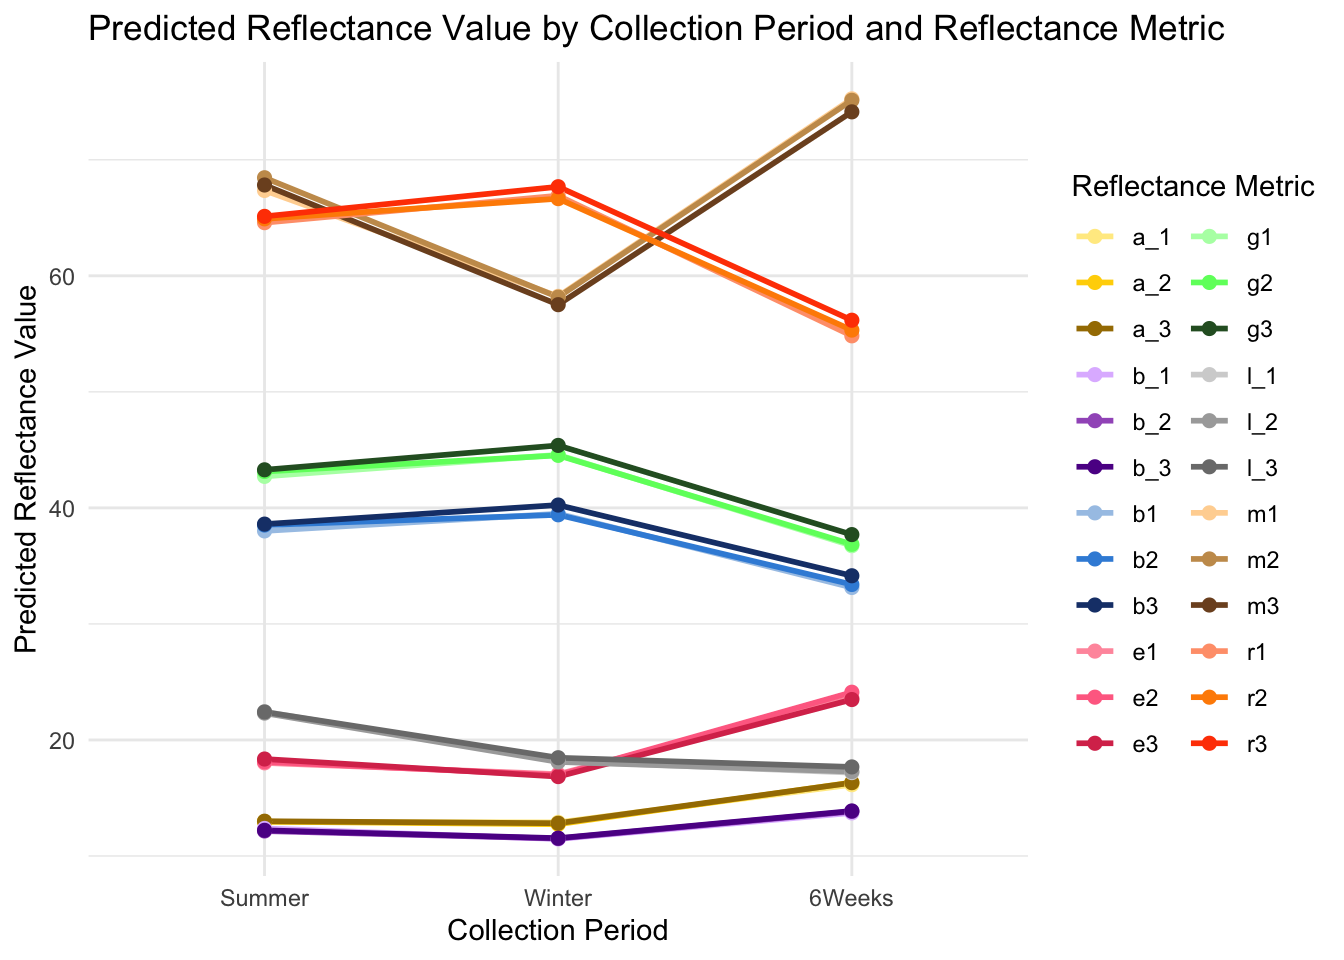 Predicted Reflectance Value by Collection Period and Reflectance Metric
Predicted Reflectance Value
60
40
20
Summer
Winter
6Weeks
Collection Period
Reflectance Metric
a_1
a_2
a_3
b_1
b_2
b_3
b1
b2
b3
e1
e2
e3
g1
g2
g3
l_1
l_2
l_3
m1
m2
m3
r1
r2
r3